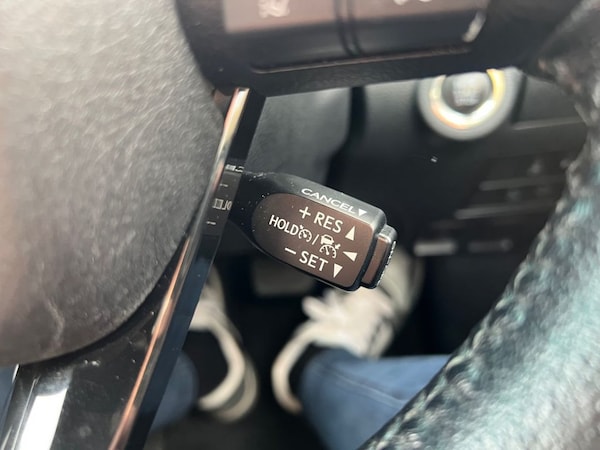 CANCEL
+ RES
HOLD /
- SET